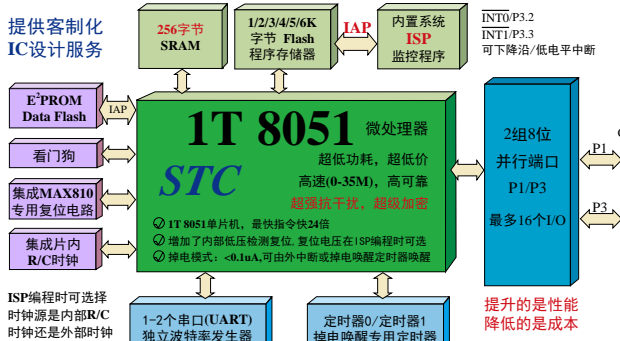 提供客制化
IC设计服务
256字节
SRAM
1/2/3/4/5/6K
字节 Flash
程序存储器
IAP
内置系统
ISP
监控程序
INT0/P3.2
INT1/P3.3
可下降沿/低电平中断
E²PROM
Data Flash
IAP
看门狗
集成MAX810
专用复位电路
集成片内
R/C时钟
1T 8051 微处理器
STC
超低功耗，超低价
高速(0-35M)，高可靠
超强抗干扰，超级加密
1T 8051单片机，最快指令快24倍
增加了内部低压检测复位,复位电压在ISP编程时可选
掉电模式：<0.1uA,可由外中断或掉电唤醒定时器唤醒
2组8位
并行端口
P1/P3
最多16个I/O
P1
P3
ISP编程时可选择
时钟源是内部R/C
时钟还是外部时钟
1-2个串口(UART)
独立波特率发生器
定时器0/定时器1
掉电唤醒专用定时器
提升的是性能
降低的是成本